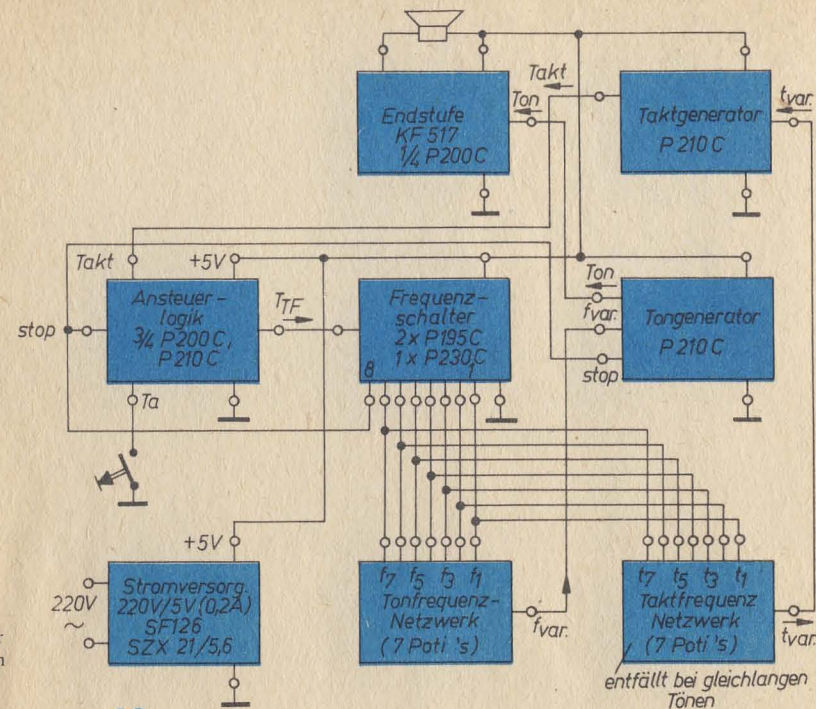 Takt
Ton
Endstufe
KF 517
1/4 P200C
Taktgenerator
P 210 C
tvar.
Takt
+5V
stop
Ansteuer-
logik
3/4 P200C,
P210C
TTF
Ta
Frequenz-
schalter
2x P195C
1x P230C
8
1
Ton
fvar.
stop
Tongenerator
P 210 C
+5V
220V
~
Stromversorg.
220V/5V(0,2A)
SF126
SZX 21/5,6
f7 f5 f3 f1
Tonfrequenz-
Netzwerk
(7 Poti's)
fvar.
t7 t5 t3 t1
Taktfrequenz
Netzwerk
(7 Poti's)
tvar.
entfällt bei gleichlangen
Tönen